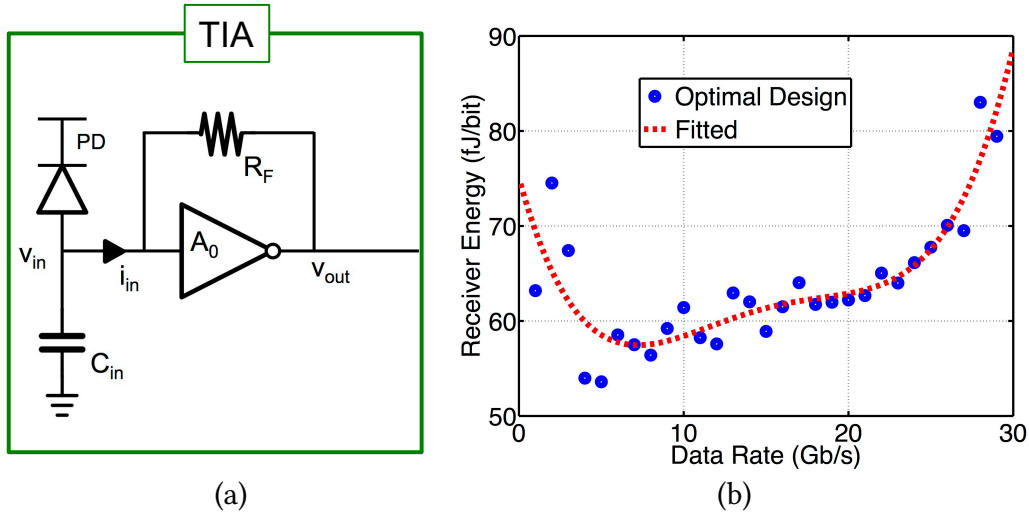 TIA
PD
R_F
A_0
v_in
i_in
v_out
C_in
(a)
Receiver Energy (fJ/bit)
90
80
70
60
50
Optimal Design
Fitted
0
10
20
30
Data Rate (Gb/s)
(b)